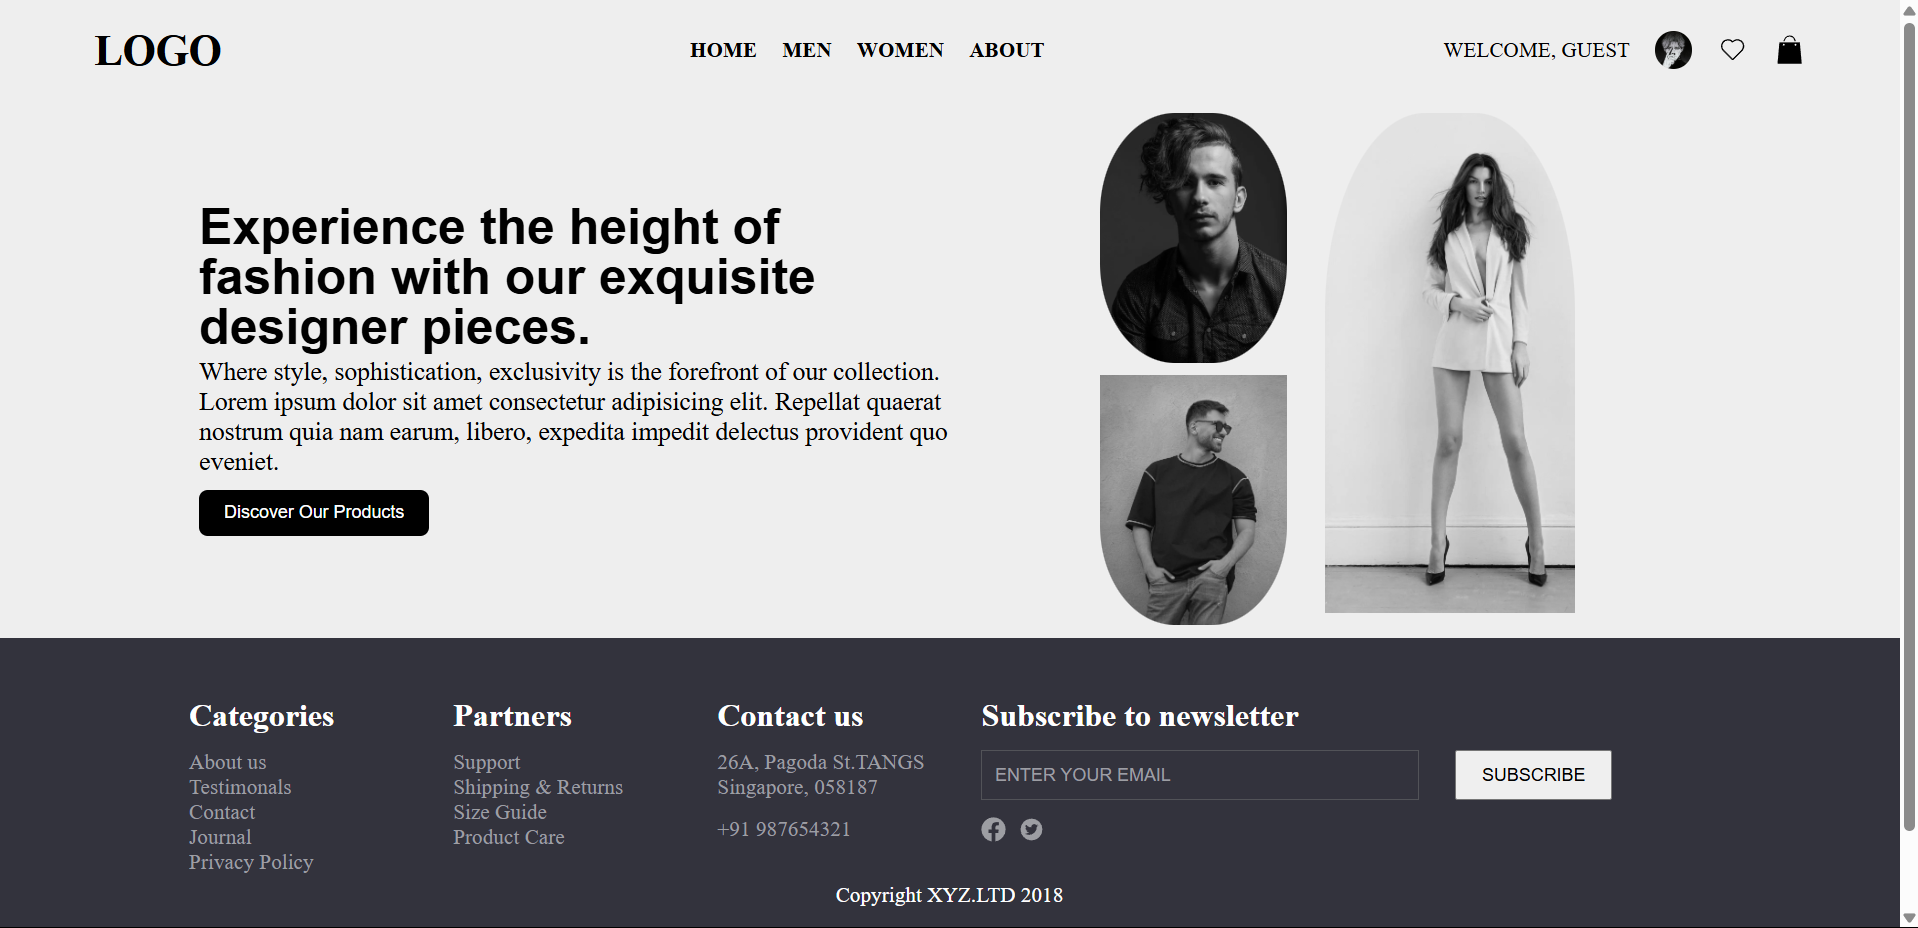 LOGO
HOME MEN WOMEN ABOUT
WELCOME, GUEST
Experience the height of
fashion with our exquisite
designer pieces.
Where style, sophistication, exclusivity is the forefront of our collection.
Lorem ipsum dolor sit amet consectetur adipisicing elit. Repellat quaerat
nostrum quia nam earum, libero, expedita impedit delectus provident quo
eveniet.
Discover Our Products
Categories
About us
Testimonals
Contact
Journal
Privacy Policy
Partners
Support
Shipping & Returns
Size Guide
Product Care
Contact us
26A, Pagoda St.TANGS
Singapore, 058187
+91 987654321
Subscribe to newsletter
ENTER YOUR EMAIL
SUBSCRIBE
Copyright XYZ.LTD 2018